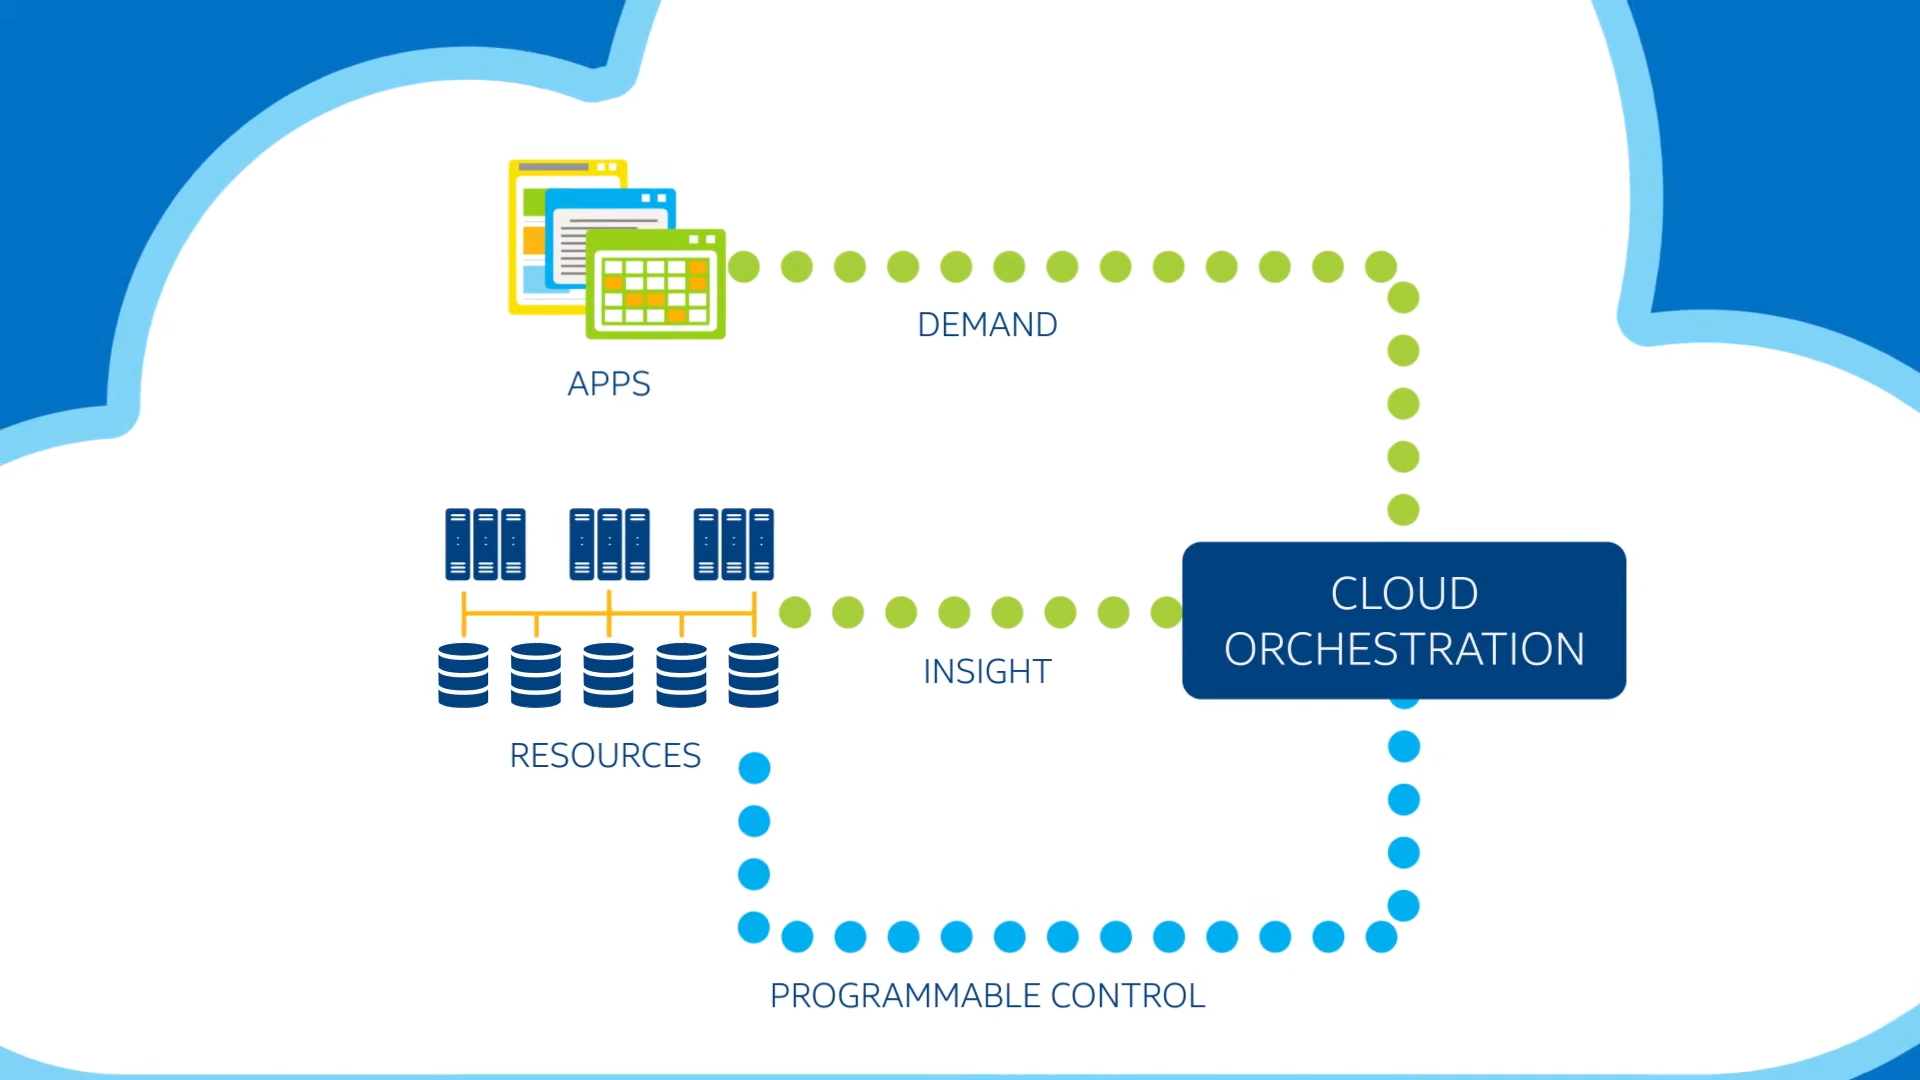 DEMAND
APPS
CLOUD
ORCHESTRATION
INSIGHT
RESOURCES
PROGRAMMABLE CONTROL